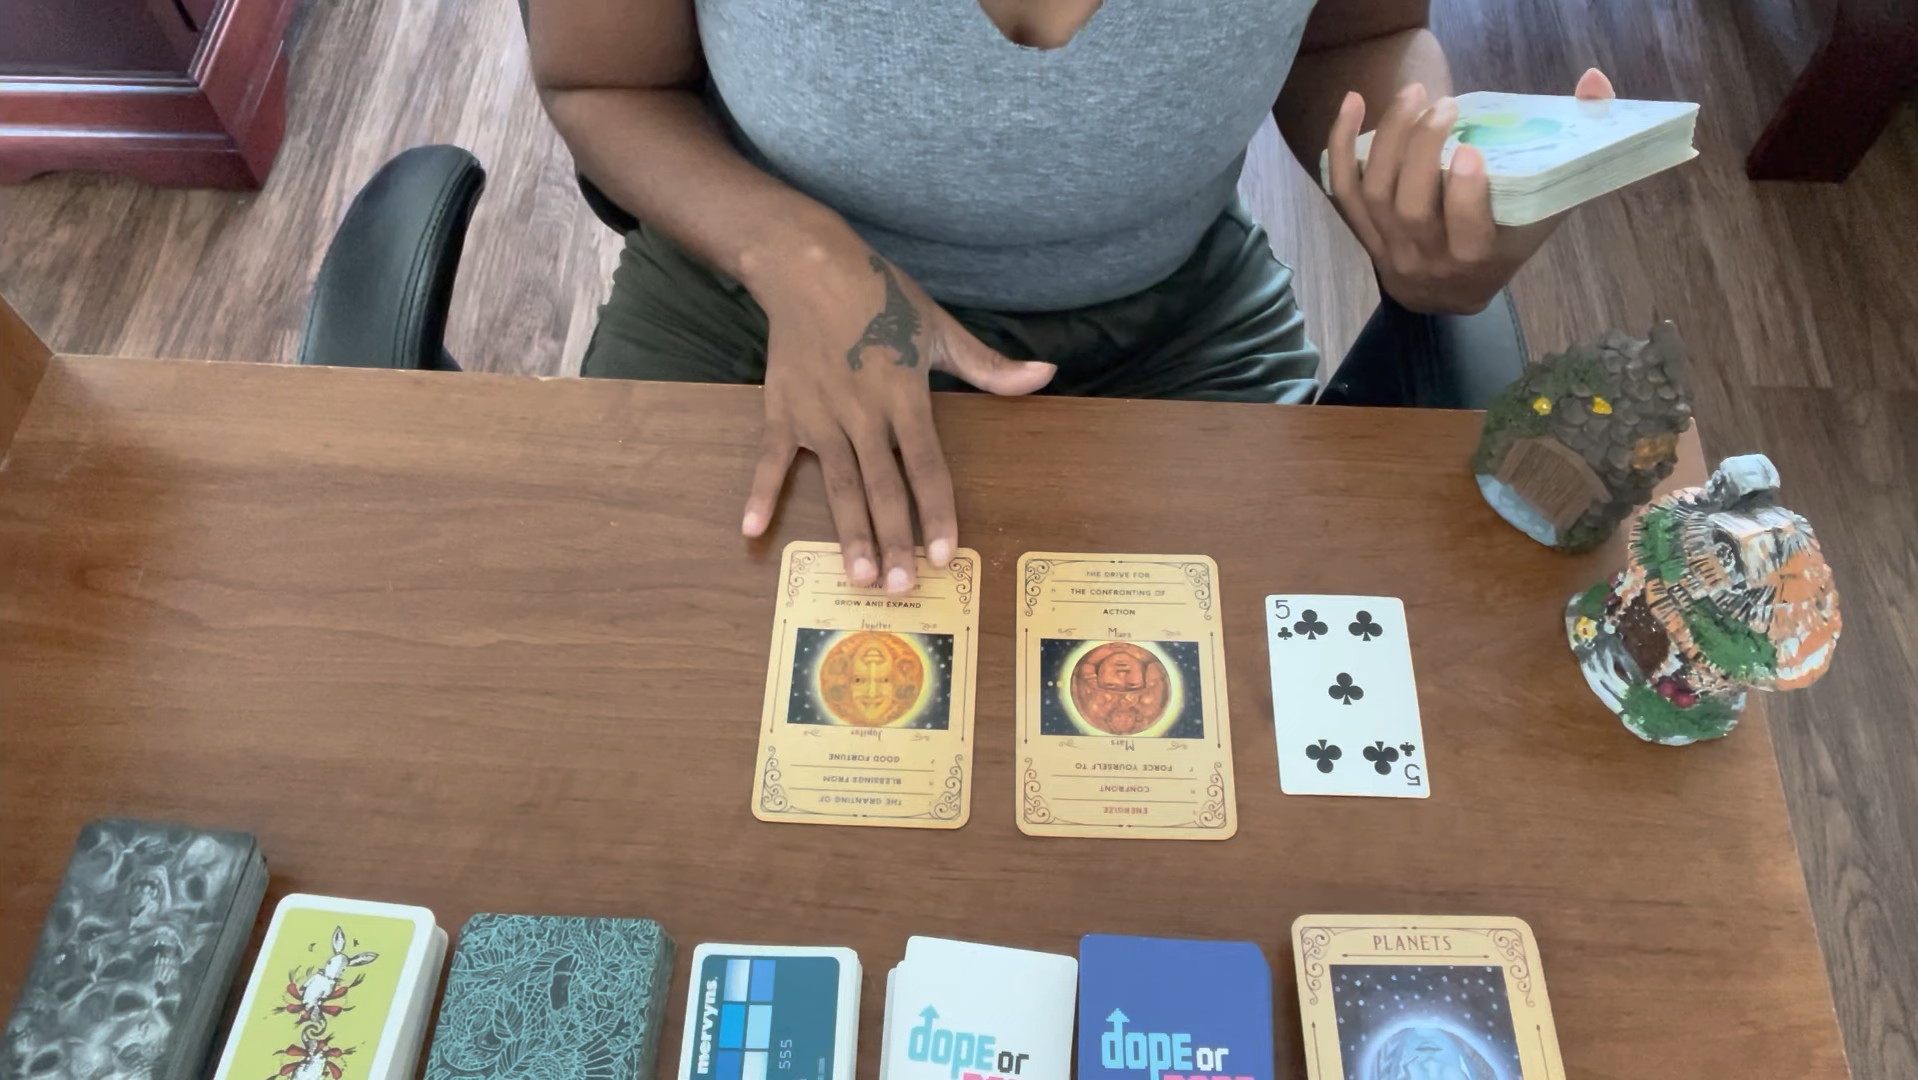 GROW AND EXPAND
Jupiter
Jupiter
GOOD FORTUNE
BLESSINGS FROM
THE GRANTING OF
THE DRIVE FOR
THE CONFRONTING OF
ACTION
Mars
Mars
FORCE YOURSELF TO
CONFRONT
ENERGIZE
5
5
mervyns
555
dope or
dope or
PLANETS